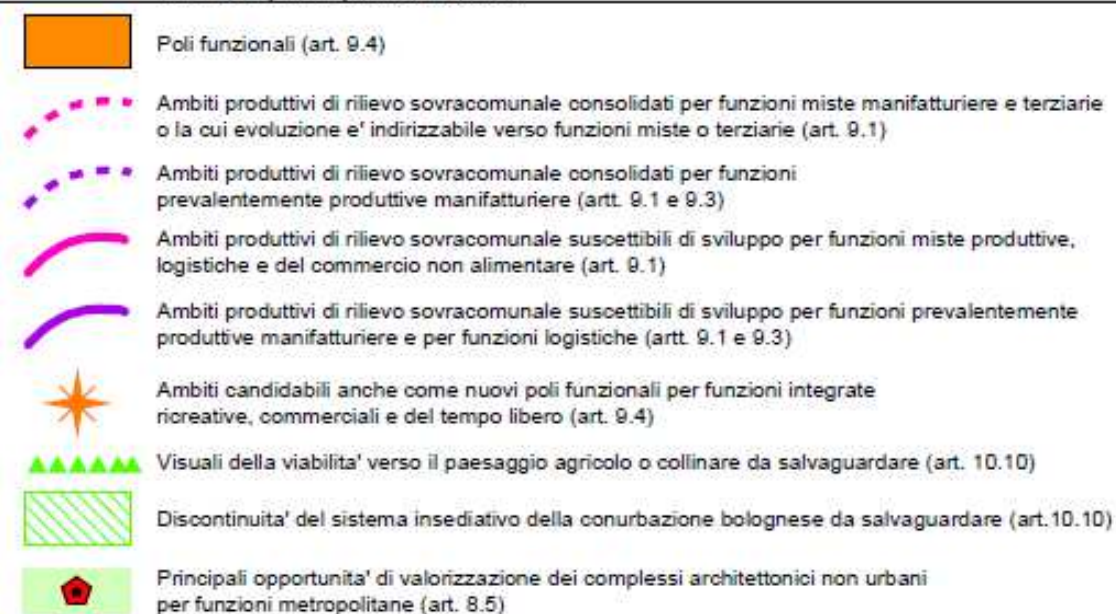 Poli funzionali (art. 9.4)
Ambiti produttivi di rilievo sovracomunale consolidati per funzioni miste manifatturiere e terziarie
o la cui evoluzione e' indirizzabile verso funzioni miste o terziarie (art. 9.1)
Ambiti produttivi di rilievo sovracomunale consolidati per funzioni
prevalentemente produttive manifatturiere (artt. 9.1 e 9.3)
Ambiti produttivi di rilievo sovracomunale suscettibili di sviluppo per funzioni miste produttive,
logistiche e del commercio non alimentare (art. 9.1)
Ambiti produttivi di rilievo sovracomunale suscettibili di sviluppo per funzioni prevalentemente
produttive manifatturiere e per funzioni logistiche (artt. 9.1 e 9.3)
Ambiti candidabili anche come nuovi poli funzionali per funzioni integrate
ricreative, commerciali e del tempo libero (art. 9.4)
Visuali della viabilita' verso il paesaggio agricolo o collinare da salvaguardare (art. 10.10)
Discontinuita' del sistema insediativo della conurbazione bolognese da salvaguardare (art.10.10)
Principali opportunita' di valorizzazione dei complessi architettonici non urbani
per funzioni metropolitane (art. 8.5)